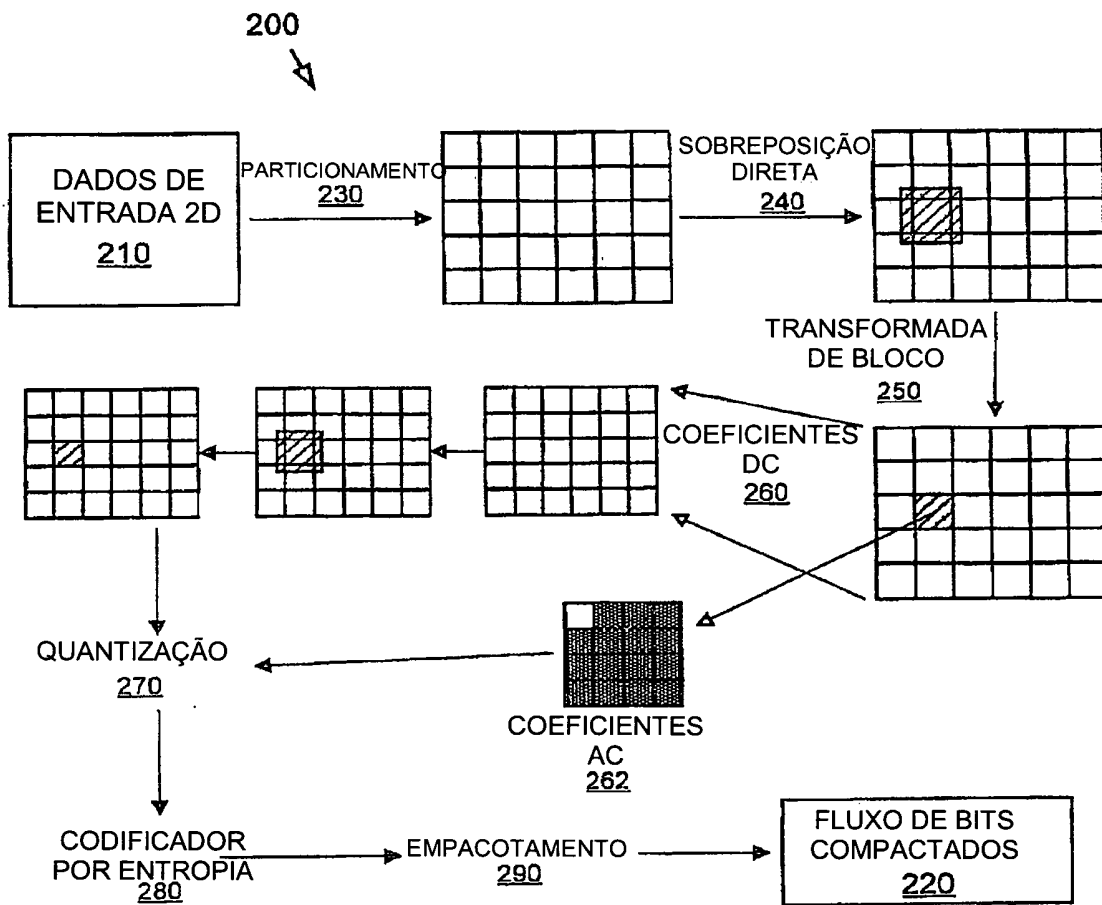 200
DADOS DE
ENTRADA 2D
210
PARTICIONAMENTO
230
SOBREPOSIÇÃO
DIRETA
240
TRANSFORMADA
DE BLOCO
250
COEFICIENTES
DC
260
QUANTIZAÇÃO
270
COEFICIENTES
AC
262
CODIFICADOR
POR ENTROPIA
280
EMPACOTAMENTO
290
FLUXO DE BITS
COMPACTADOS
220